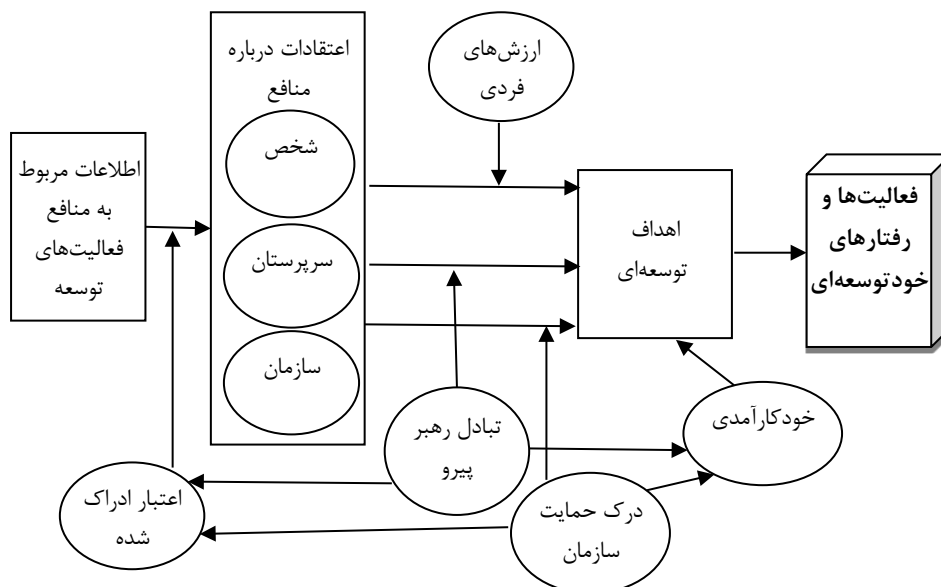 اعتقادات درباره
منافع
شخص
سرپرستان
سازمان
ارزش‌های
فردی
اطلاعات مربوط
به منافع
فعالیت‌های
توسعه
اهداف
توسعه‌ای
فعالیت‌ها و
رفتارهای
خودتوسعه‌ای
تبادل رهبر
پیرو
خودکارآمدی
اعتبار ادراک
شده
درک حمایت
سازمان